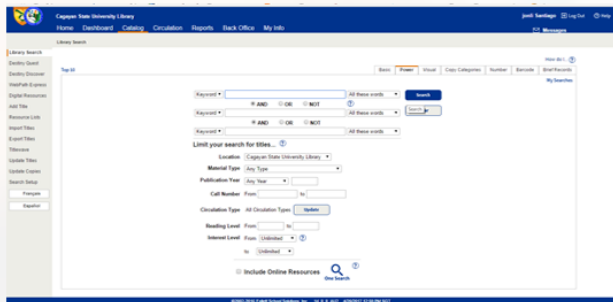 Cagayan State University Library
jonil Santiago Log Out Help
Home Dashboard Catalog Circulation Reports Back Office My Info
Messages
Library Search
Library Search
Destiny Quest
Destiny Discover
WebPath Express
Digital Resources
Add Title
Resource Lists
Import Titles
Export Titles
Titlewave
Update Titles
Update Copies
Search Setup
Français
Español
How do I...
Top 10
Basic Power Visual Copy Categories Number Barcode Brief Records
My Searches
Keyword All these words Search
AND OR NOT
Keyword All these words
Search
AND OR NOT
Keyword All these words
Limit your search for titles...
Location Cagayan State University Library
Material Type Any Type
Publication Year Any Year
Call Number From to
Circulation Type All Circulation Types Update
Reading Level From to
Interest Level From Unlimited
to Unlimited
Include Online Resources
One Search